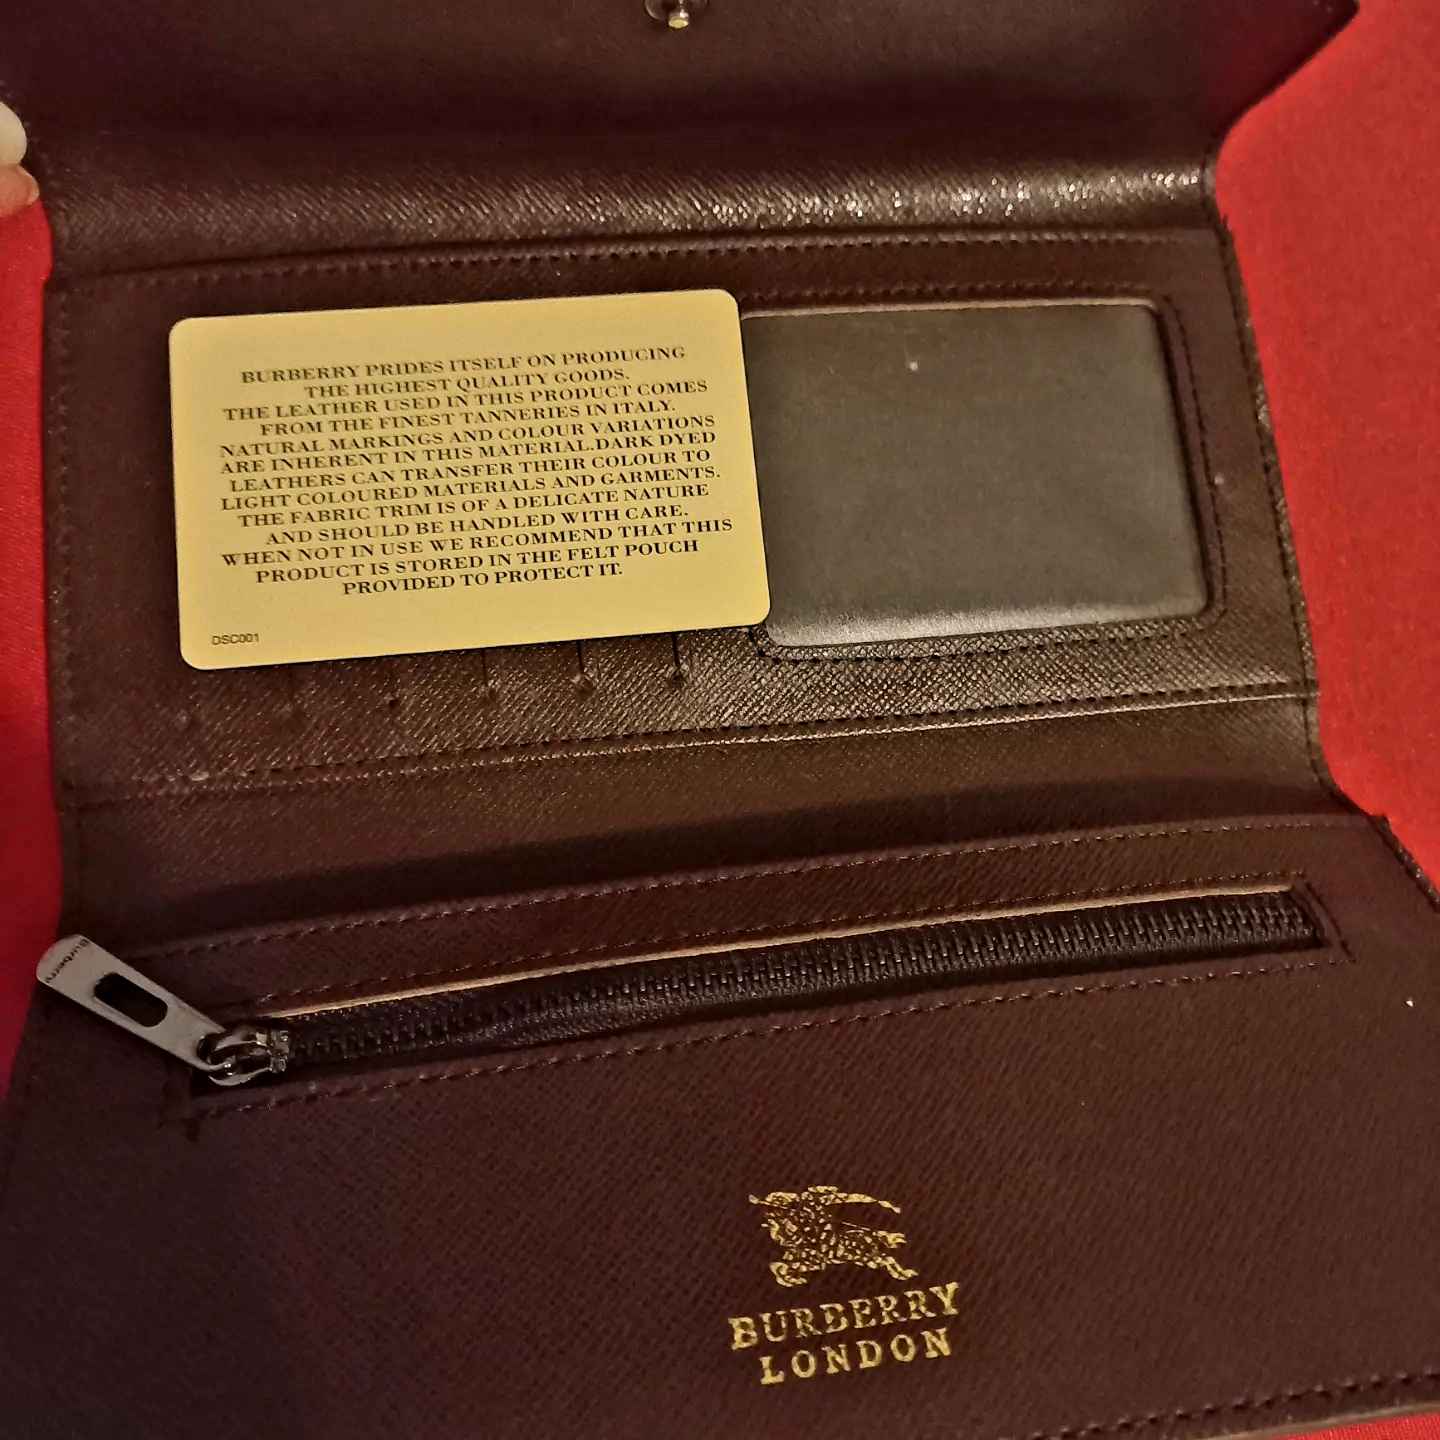 BURBERRY PRIDES ITSELF ON PRODUCING
THE HIGHEST QUALITY GOODS.
THE LEATHER USED IN THIS PRODUCT COMES
FROM THE FINEST TANNERIES IN ITALY.
NATURAL MARKINGS AND COLOUR VARIATIONS
ARE INHERENT IN THIS MATERIAL.DARK DYED
LEATHERS CAN TRANSFER THEIR COLOUR TO
LIGHT COLOURED MATERIALS AND GARMENTS.
THE FABRIC TRIM IS OF A DELICATE NATURE
AND SHOULD BE HANDLED WITH CARE.
WHEN NOT IN USE WE RECOMMEND THAT THIS
PRODUCT IS STORED IN THE FELT POUCH
PROVIDED TO PROTECT IT.
DSC001
Burberry
BURBERRY
LONDON